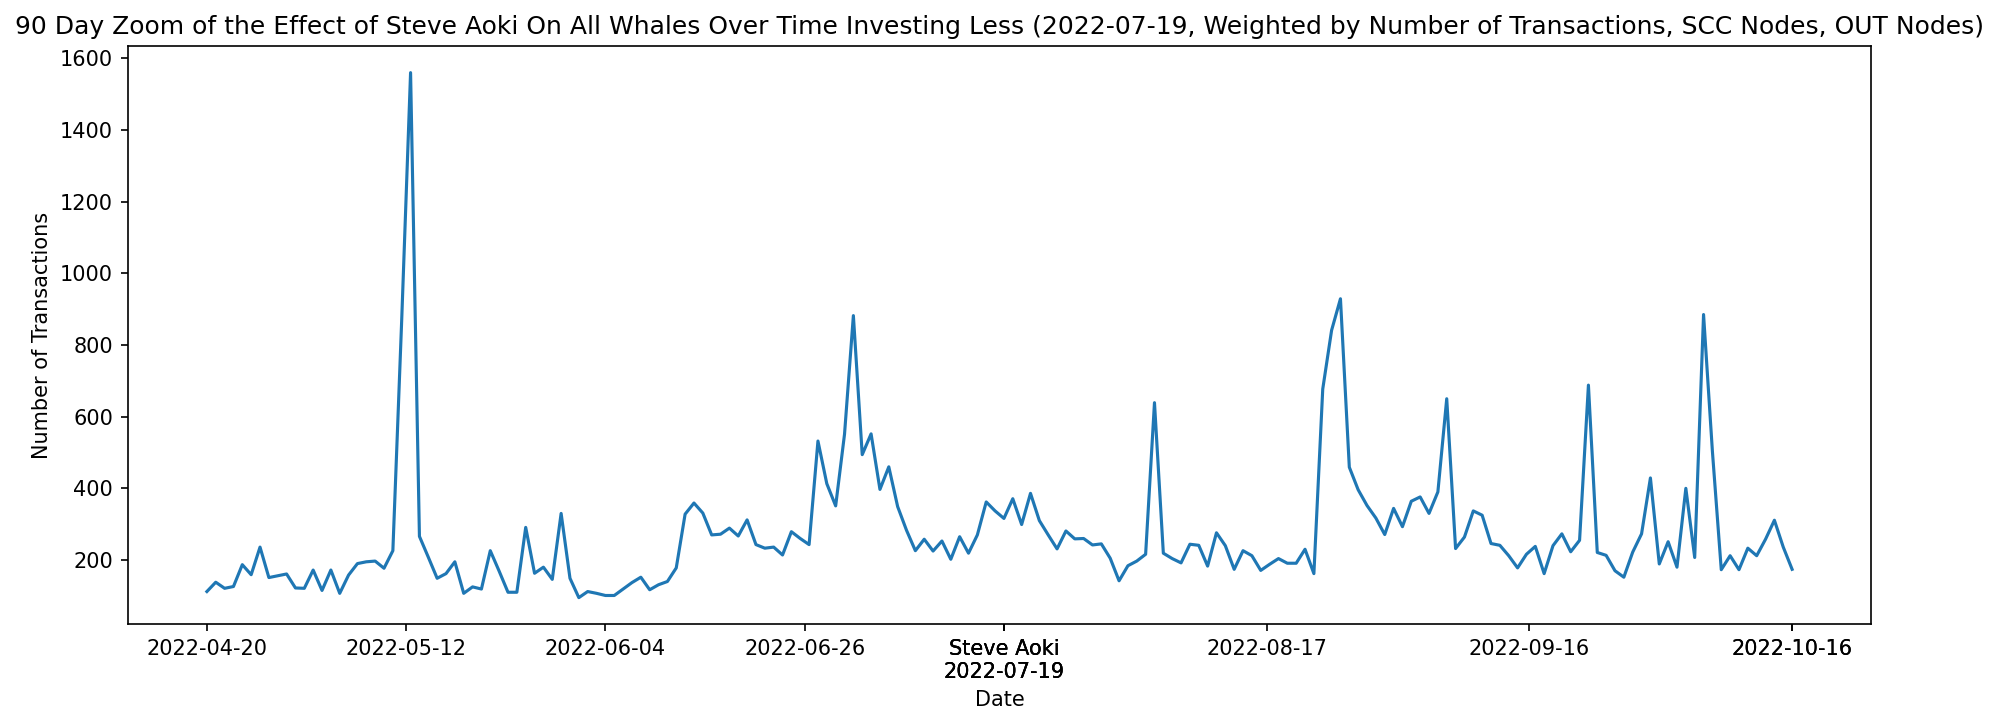 90 Day Zoom of the Effect of Steve Aoki On All Whales Over Time Investing Less (2022-07-19, Weighted by Number of Transactions, SCC Nodes, OUT Nodes)
1600
1400
1200
1000
800
600
400
200
Number of Transactions
2022-04-20 2022-05-12 2022-06-04 2022-06-26 Steve Aoki 2022-08-17 2022-09-16 2022-10-16
2022-07-19
Date